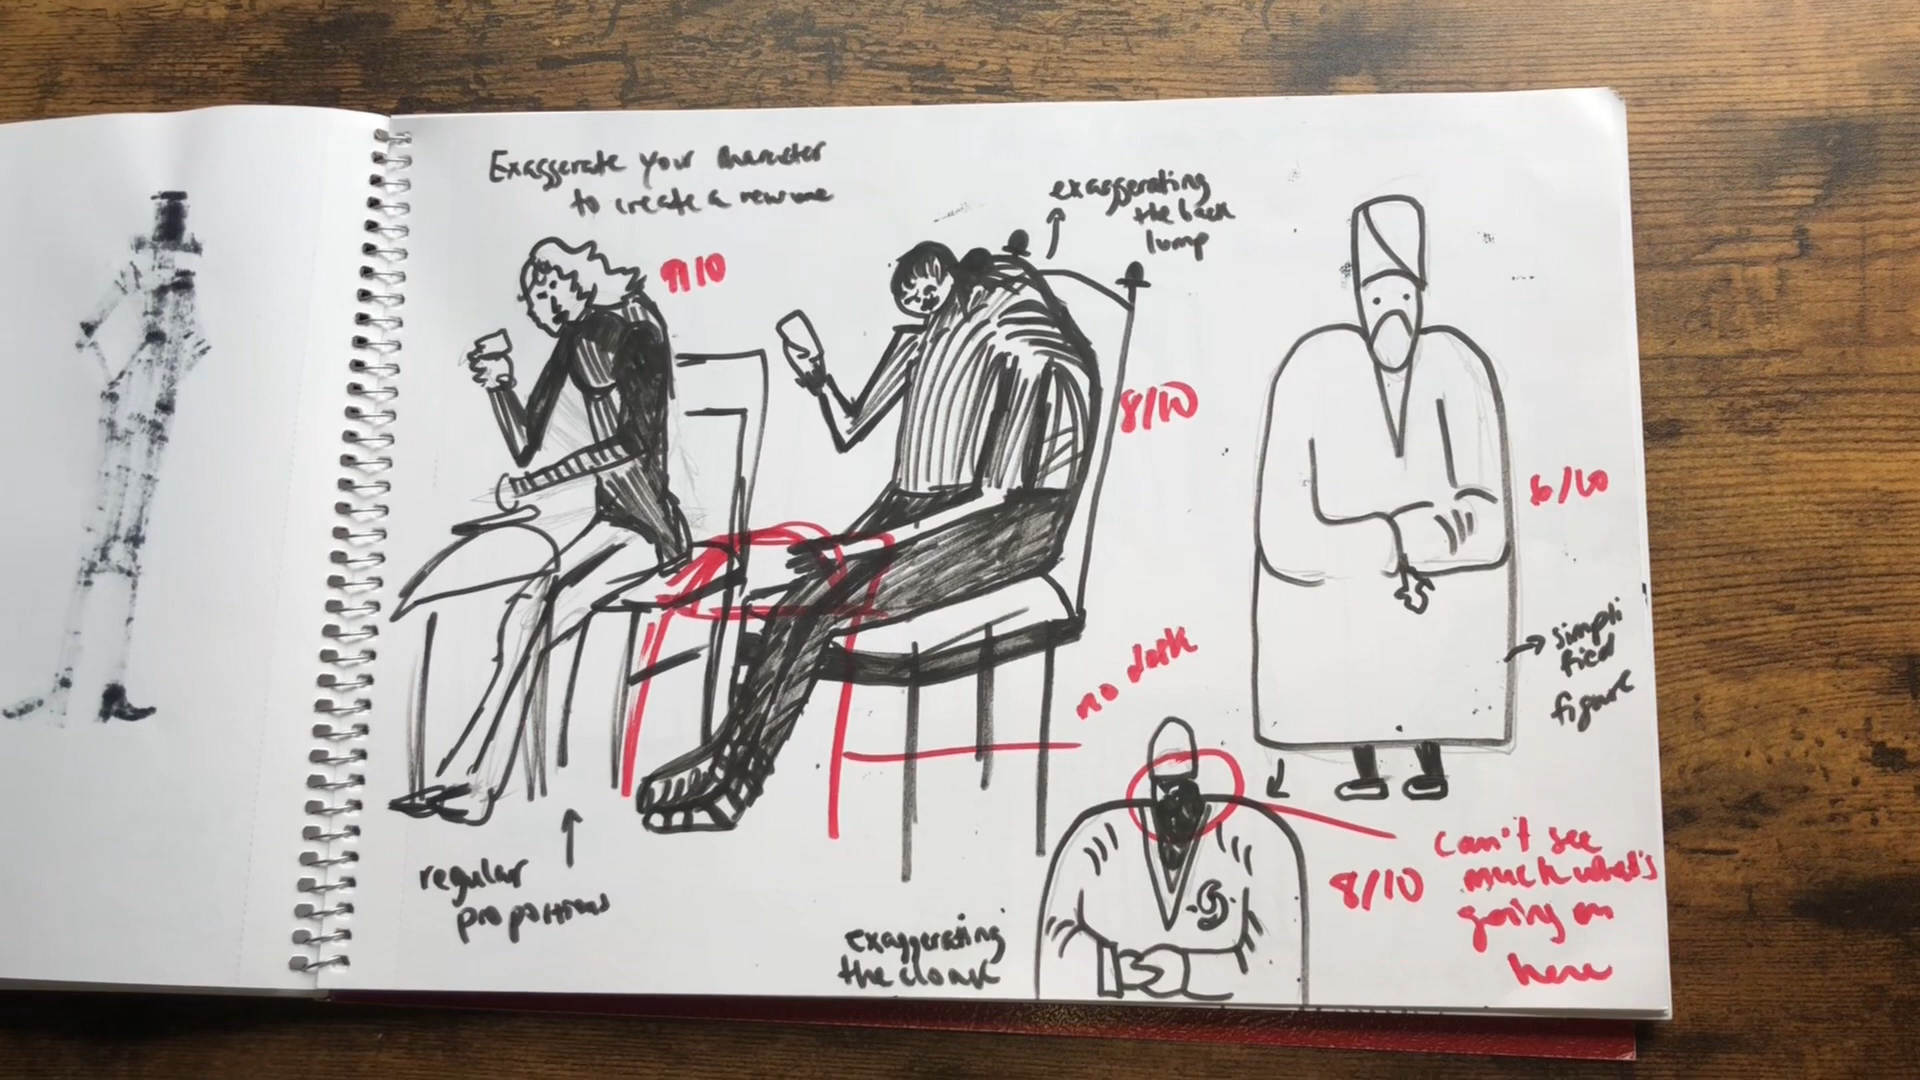 Exaggerate your character
to create a new one
exaggerating
the back
lump
9/10
8/10
6/10
no desk
simpli
fied
figure
regular
proportions
8/10
Can't see
much what's
going on
here
exaggerating
the cloak